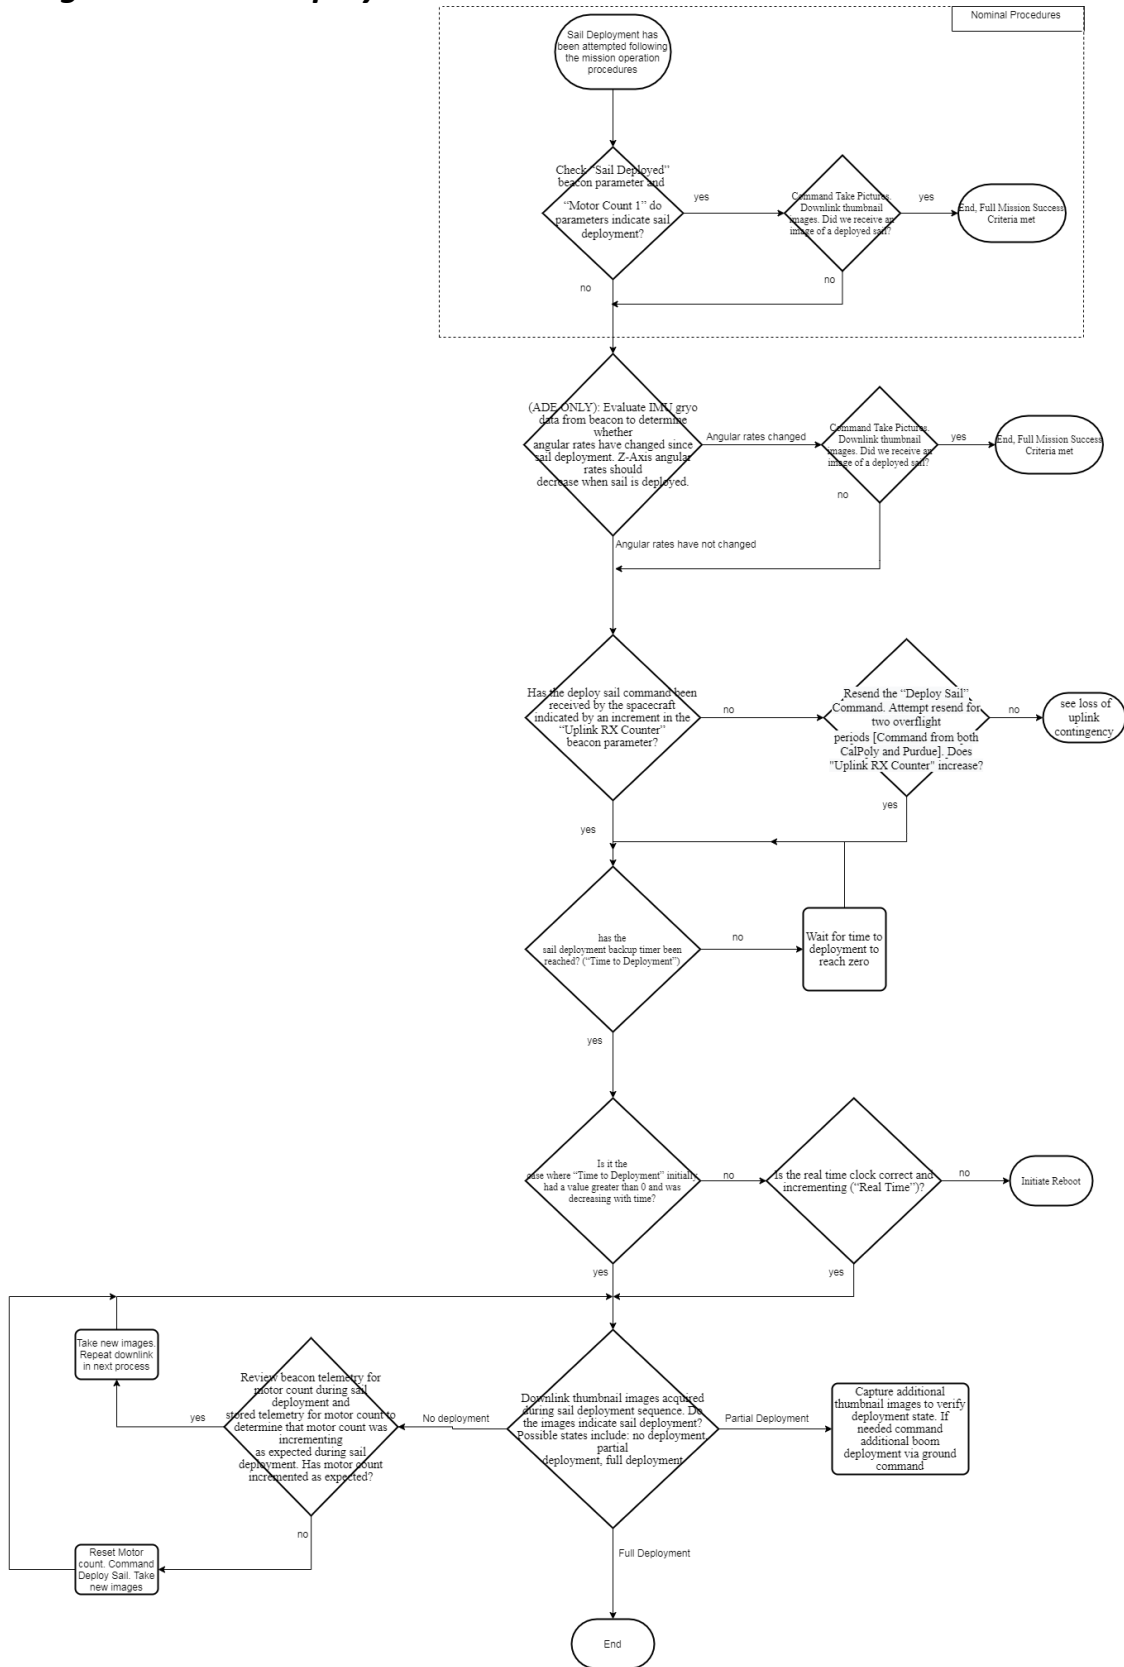 Nominal Procedures
Sail Deployment has
been attempted following
the mission operation
procedures
Check "Sail Deployed"
beacon parameter and
“Motor Count 1” do
parameters indicate sail
deployment?
yes
Command Take Pictures.
Downlink thumbnail
images. Did we receive an
image of a deployed sail?
yes
End, Full Mission Success
Criteria met
no
no
(ADE ONLY): Evaluate IMU gryo
data from beacon to determine
whether
angular rates have changed since
sail deployment. Z-Axis angular
rates should
decrease when sail is deployed.
Angular rates changed
Command Take Pictures.
Downlink thumbnail
images. Did we receive an
image of a deployed sail?
yes
End, Full Mission Success
Criteria met
no
Angular rates have not changed
Has the deploy sail command been
received by the spacecraft
indicated by an increment in the
“Uplink RX Counter”
beacon parameter?
no
Resend the “Deploy Sail”
Command. Attempt resend for
two overflight
periods [Command from both
CalPoly and Purdue]. Does
"Uplink RX Counter" increase?
no
see loss of
uplink
contingency
yes
yes
has the
sail deployment backup timer been
reached? (“Time to Deployment”)
no
Wait for time to
deployment to
reach zero
yes
Is it the
case where “Time to Deployment” initially
had a value greater than 0 and was
decreasing with time?
no
Is the real time clock correct and
incrementing (“Real Time”)?
no
Initiate Reboot
yes
yes
Take new images.
Repeat downlink
in next process
Review beacon telemetry for
motor count during sail
deployment and
stored telemetry for motor count to
determine that motor count was
incrementing
as expected during sail
deployment. Has motor count
incremented as expected?
yes
No deployment
Downlink thumbnail images acquired
during sail deployment sequence. Do
the images indicate sail deployment?
Possible states include: no deployment,
partial
deployment, full deployment
Partial Deployment
Capture additional
thumbnail images to verify
deployment state. If
needed command
additional boom
deployment via ground
command
no
Reset Motor
count. Command
Deploy Sail. Take
new images
Full Deployment
End